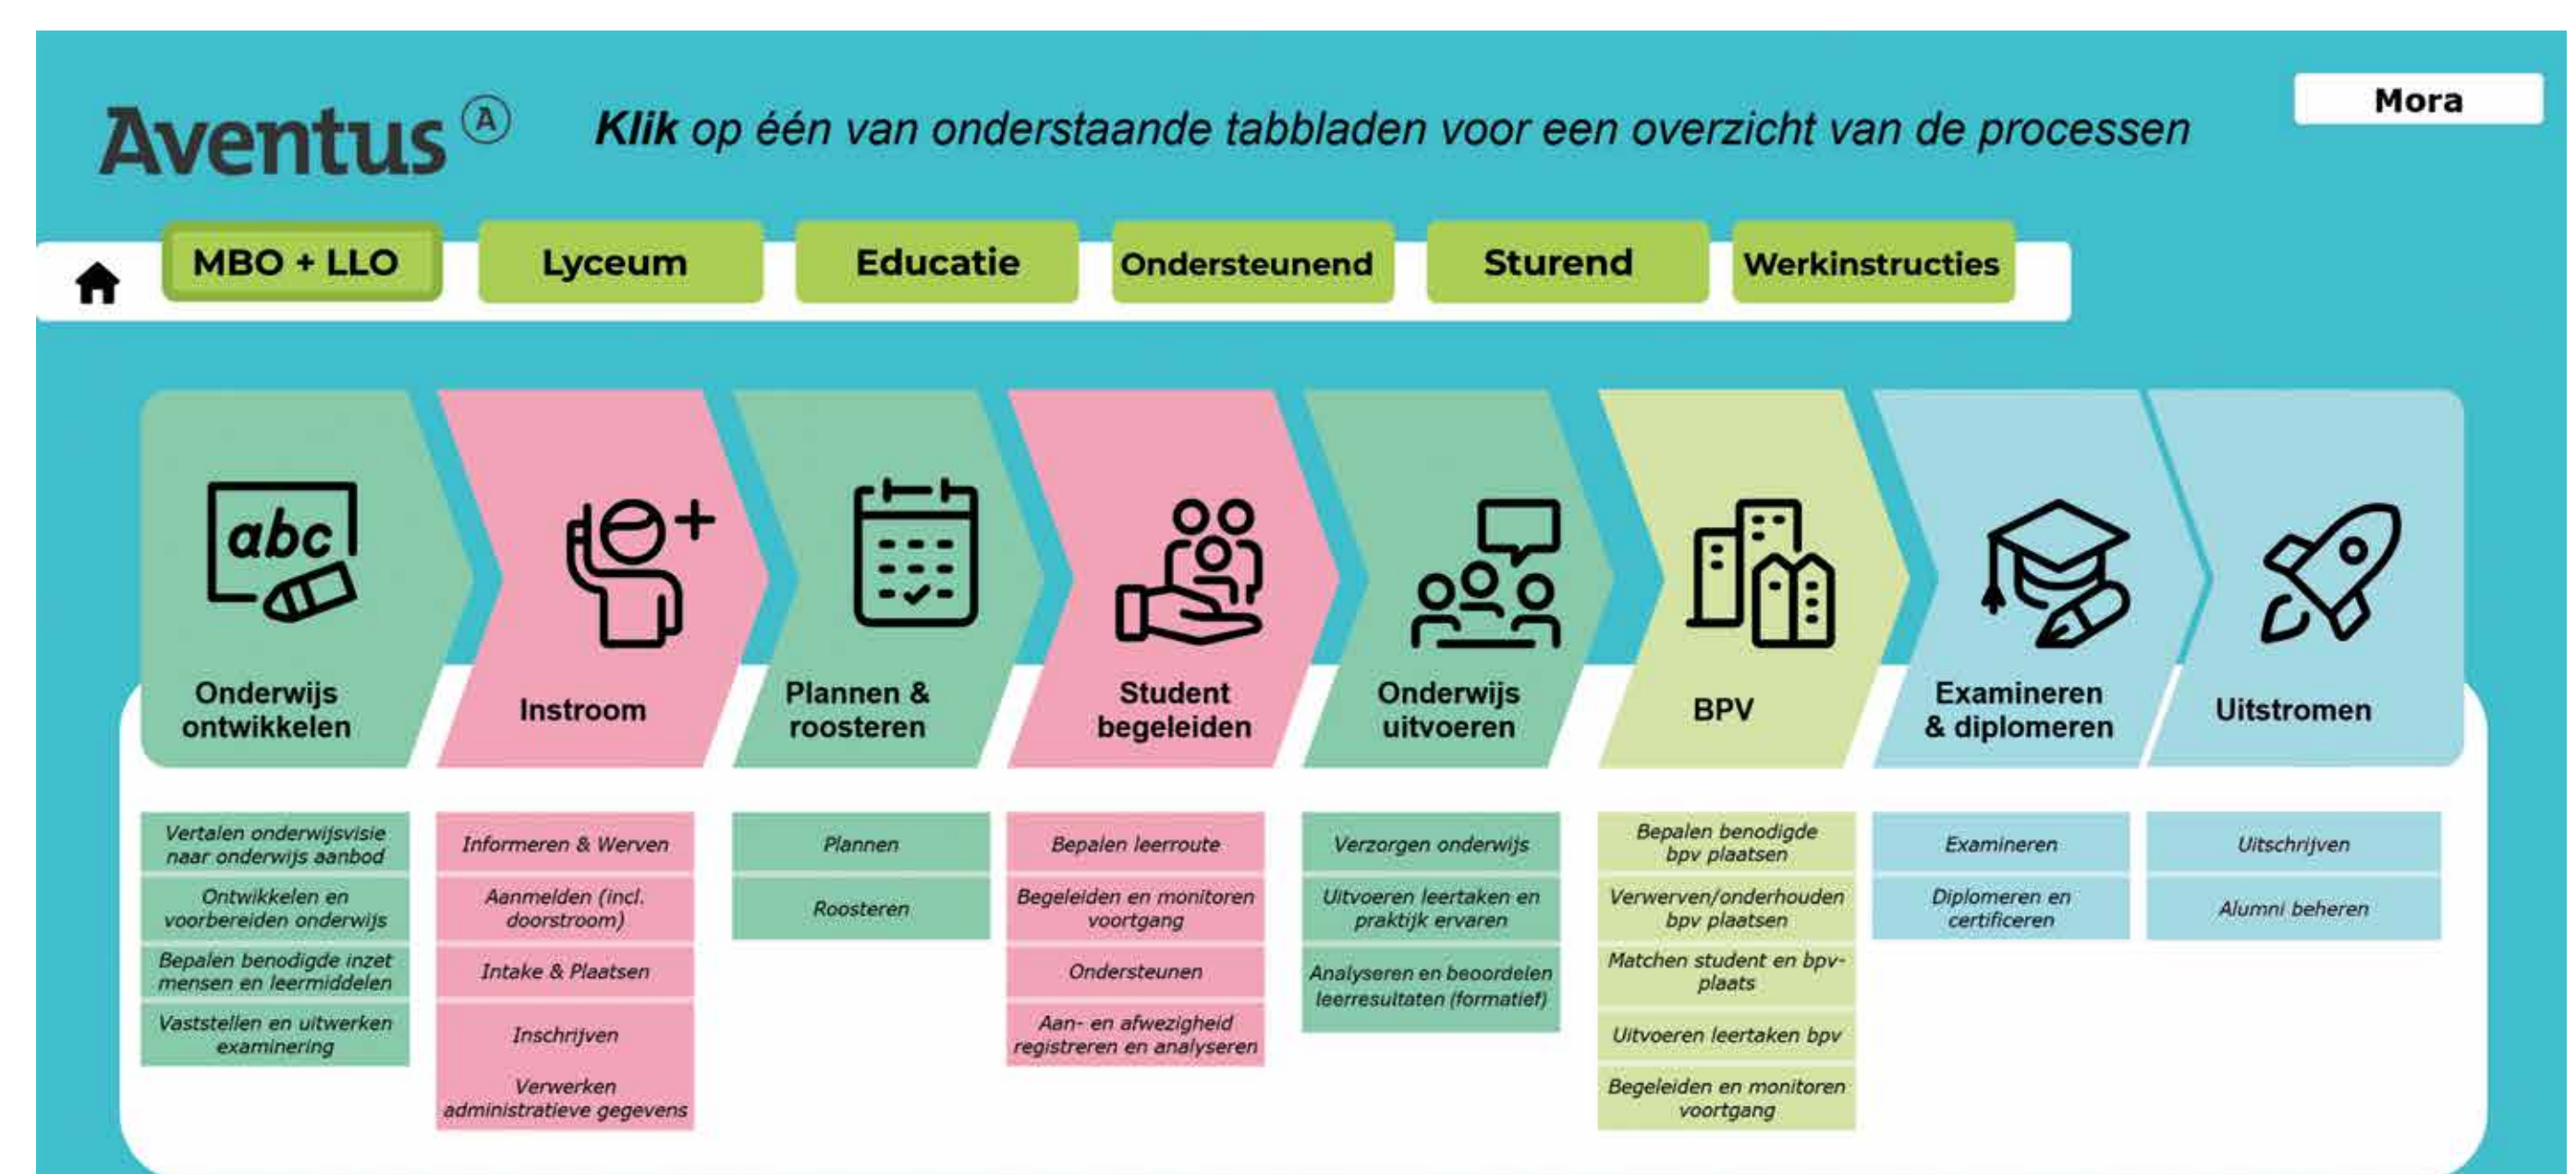 Aventus A
Klik op één van onderstaande tabbladen voor een overzicht van de processen
Mora
MBO + LLO
Lyceum
Educatie
Ondersteunend
Sturend
Werkinstructies
abc
Onderwijs
ontwikkelen
Instroom
Plannen &
roosteren
Student
begeleiden
Onderwijs
uitvoeren
BPV
Examineren
& diplomeren
Uitstromen
Vertalen onderwijsvisie
naar onderwijs aanbod
Ontwikkelen en
voorbereiden onderwijs
Bepalen benodigde inzet
mensen en leermiddelen
Vaststellen en uitwerken
examinering
Informeren & Werven
Aanmelden (incl.
doorstroom)
Intake & Plaatsen
Inschrijven
Verwerken
administratieve gegevens
Plannen
Roosteren
Bepalen leerroute
Begeleiden en monitoren
voortgang
Ondersteunen
Aan- en afwezigheid
registreren en analyseren
Verzorgen onderwijs
Uitvoeren leertaken en
praktijk ervaren
Analyseren en beoordelen
leerresultaten (formatief)
Bepalen benodigde
bpv plaatsen
Verwerven/onderhouden
bpv plaatsen
Matchen student en bpv-
plaats
Uitvoeren leertaken bpv
Begeleiden en monitoren
voortgang
Examineren
Diplomeren en
certificeren
Uitschrijven
Alumni beheren